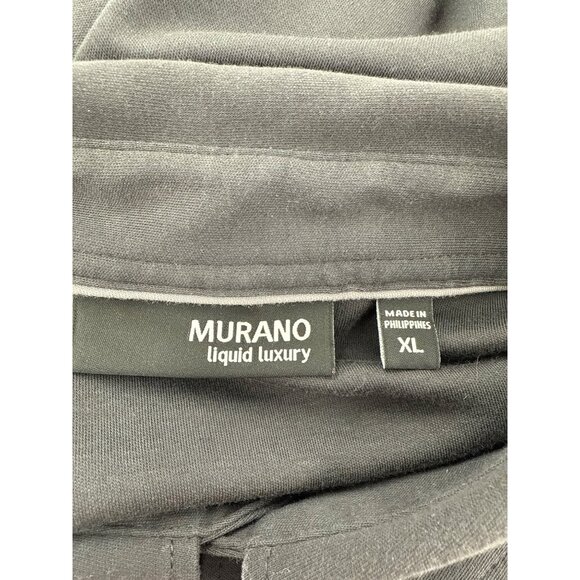 MURANO
liquid luxury
MADE IN
PHILIPPINES
XL